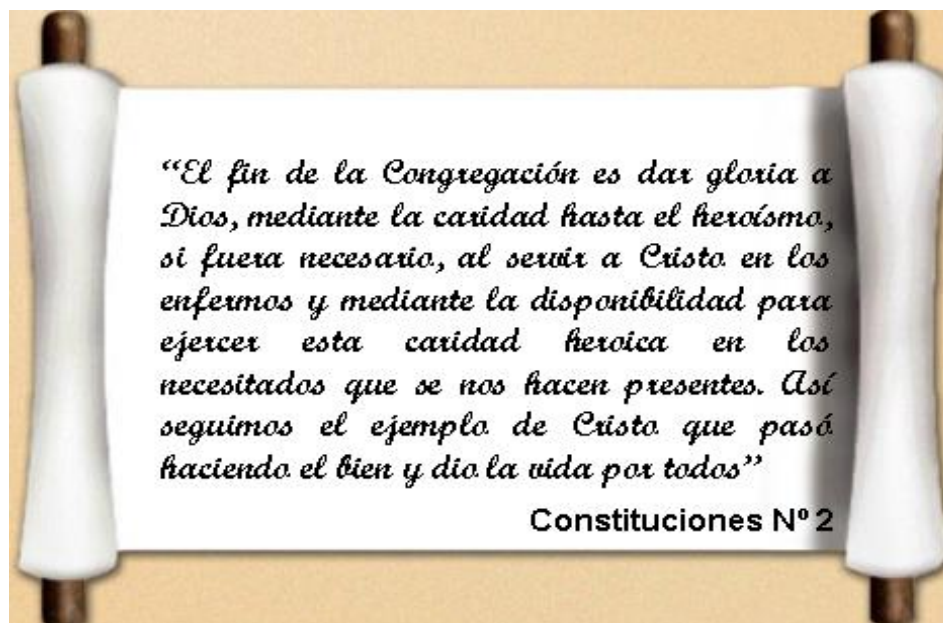 “El fin de la Congregación es dar gloria a
Dios, mediante la caridad hasta el heroísmo,
si fuera necesario, al servir a Cristo en los
enfermos y mediante la disponibilidad para
ejercer esta caridad heroica en los
necesitados que se nos hacen presentes. Así
seguimos el ejemplo de Cristo que pasó
haciendo el bien y dio la vida por todos”
Constituciones Nº 2